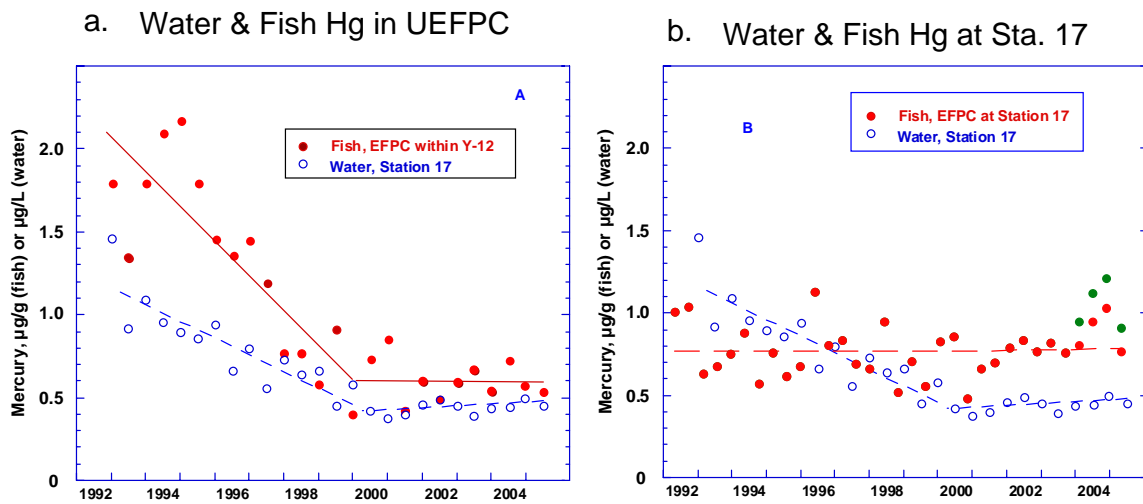 a. Water & Fish Hg in UEFPC
A
Fish, EFPC within Y-12
Water, Station 17
Mercury, µg/g (fish) or µg/L (water)
2.0
1.5
1.0
0.5
0
1992 1994 1996 1998 2000 2002 2004
b. Water & Fish Hg at Sta. 17
B
Fish, EFPC at Station 17
Water, Station 17
Mercury, µg/g (fish) or µg/L (water)
2.0
1.5
1.0
0.5
0
1992 1994 1996 1998 2000 2002 2004